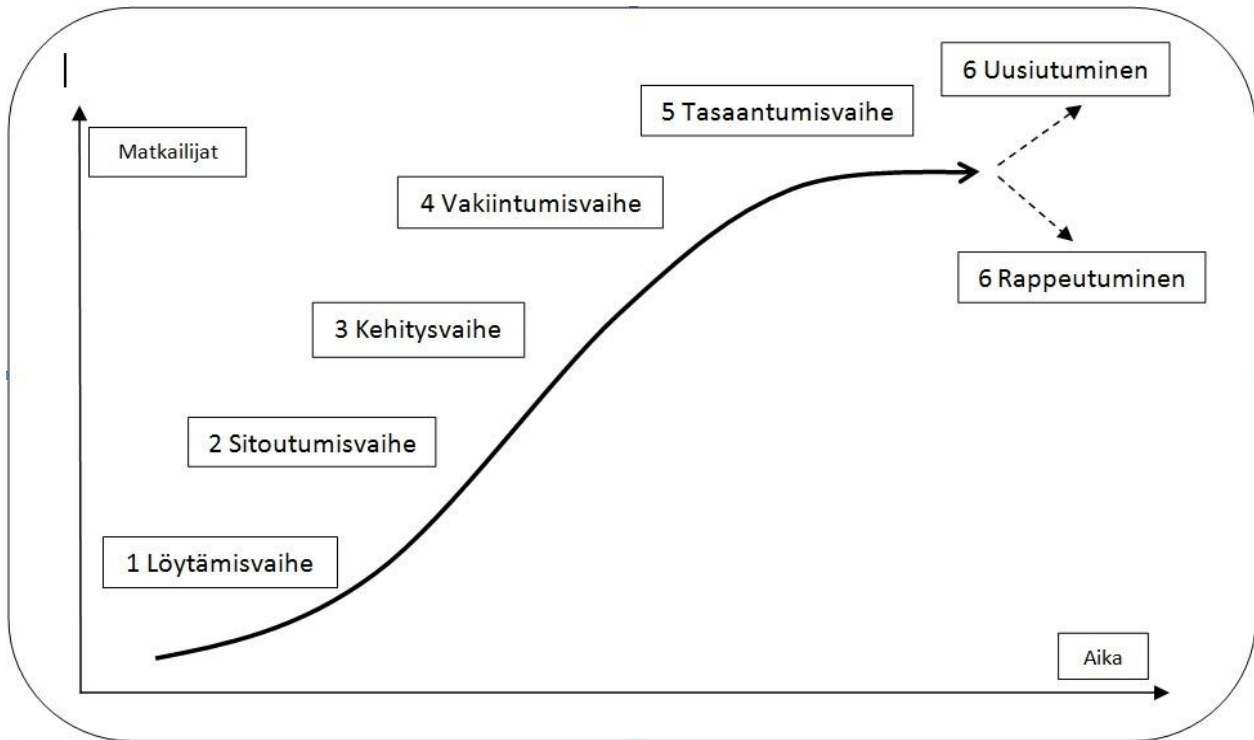 6 Uusiutuminen
5 Tasaantumisvaihe
Matkailijat
4 Vakiintumisvaihe
6 Rappeutuminen
3 Kehitysvaihe
2 Sitoutumisvaihe
1 Löytämisvaihe
Aika